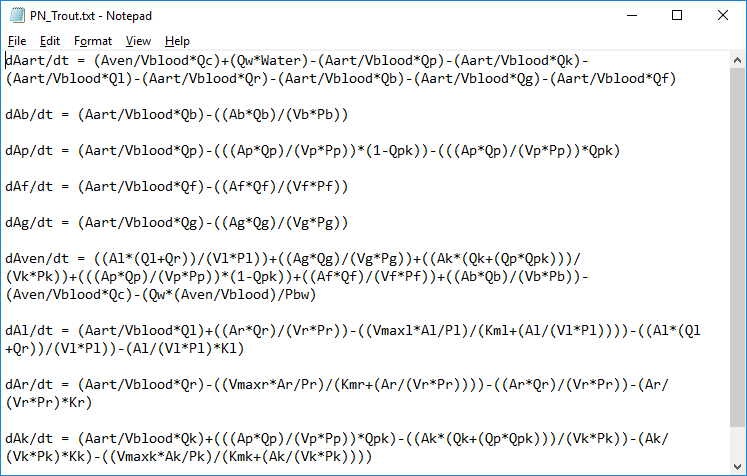 PN_Trout.txt - Notepad
File Edit Format View Help
dAart/dt = (Aven/Vblood*Qc)+(Qw*Water)-(Aart/Vblood*Qp)-(Aart/Vblood*Qk)-
(Aart/Vblood*Ql)-(Aart/Vblood*Qr)-(Aart/Vblood*Qb)-(Aart/Vblood*Qg)-(Aart/Vblood*Qf)
dAb/dt = (Aart/Vblood*Qb)-((Ab*Qb)/(Vb*Pb))
dAp/dt = (Aart/Vblood*Qp)-(((Ap*Qp)/(Vp*Pp))*(1-Qpk))-(((Ap*Qp)/(Vp*Pp))*Qpk)
dAf/dt = (Aart/Vblood*Qf)-((Af*Qf)/(Vf*Pf))
dAg/dt = (Aart/Vblood*Qg)-((Ag*Qg)/(Vg*Pg))
dAven/dt = ((Al*(Ql+Qr))/(Vl*Pl))+((Ag*Qg)/(Vg*Pg))+((Ak*(Qk+(Qp*Qpk)))/
(Vk*Pk))+(((Ap*Qp)/(Vp*Pp))*(1-Qpk))+((Af*Qf)/(Vf*Pf))+((Ab*Qb)/(Vb*Pb))-
(Aven/Vblood*Qc)-(Qw*(Aven/Vblood)/Pbw)
dAl/dt = (Aart/Vblood*Ql)+((Ar*Qr)/(Vr*Pr))-((Vmaxl*Al/Pl)/(Kml+(Al/(Vl*Pl))))-((Al*(Ql
+Qr))/(Vl*Pl))-(Al/(Vl*Pl)*Kl)
dAr/dt = (Aart/Vblood*Qr)-((Vmaxr*Ar/Pr)/(Kmr+(Ar/(Vr*Pr))))-((Ar*Qr)/(Vr*Pr))-(Ar/
(Vr*Pr)*Kr)
dAk/dt = (Aart/Vblood*Qk)+(((Ap*Qp)/(Vp*Pp))*Qpk)-((Ak*(Qk+(Qp*Qpk)))/(Vk*Pk))-(Ak/
(Vk*Pk)*Kk)-((Vmaxk*Ak/Pk)/(Kmk+(Ak/(Vk*Pk))))